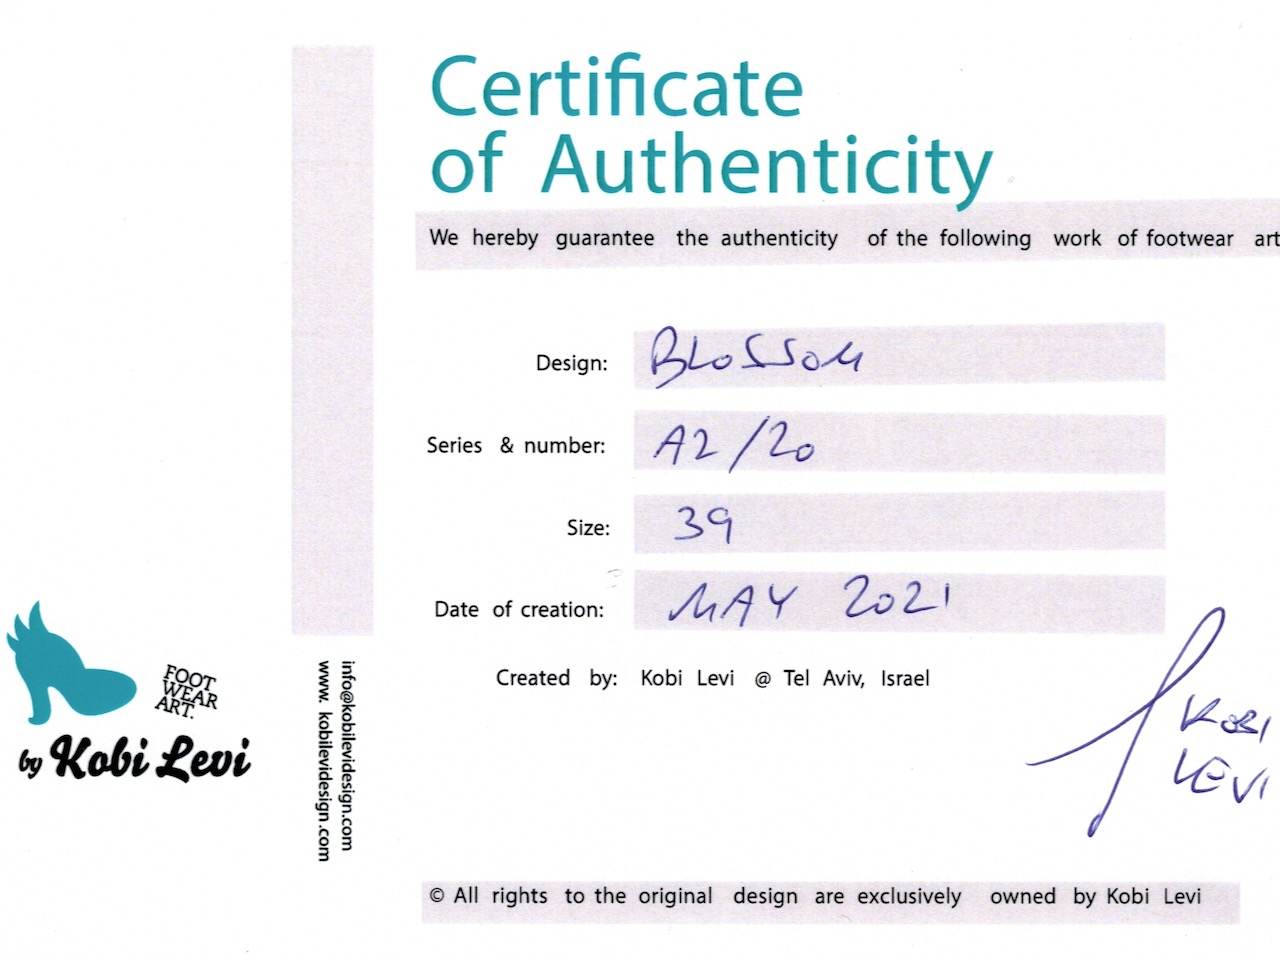 Certificate
of Authenticity
We hereby guarantee the authenticity of the following work of footwear art
Design: BLOSSOM
Series & number: A2/20
Size: 39
Date of creation: MAY 2021
Created by: Kobi Levi @ Tel Aviv, Israel
KOBI
LEVI
FOOT
WEAR
ART.
by Kobi Levi
info@kobilevidesign.com
www. kobilevidesign.com
© All rights to the original design are exclusively owned by Kobi Levi